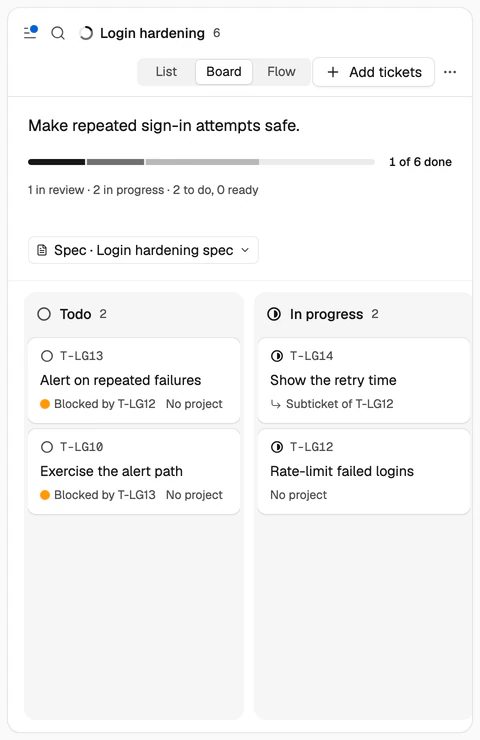 Login hardening 6
List Board Flow + Add tickets ···
Make repeated sign-in attempts safe.
1 of 6 done
1 in review · 2 in progress · 2 to do, 0 ready
Spec · Login hardening spec
Todo 2
T-LG13
Alert on repeated failures
Blocked by T-LG12 No project
T-LG10
Exercise the alert path
Blocked by T-LG13 No project
In progress 2
T-LG14
Show the retry time
Subticket of T-LG12
T-LG12
Rate-limit failed logins
No project